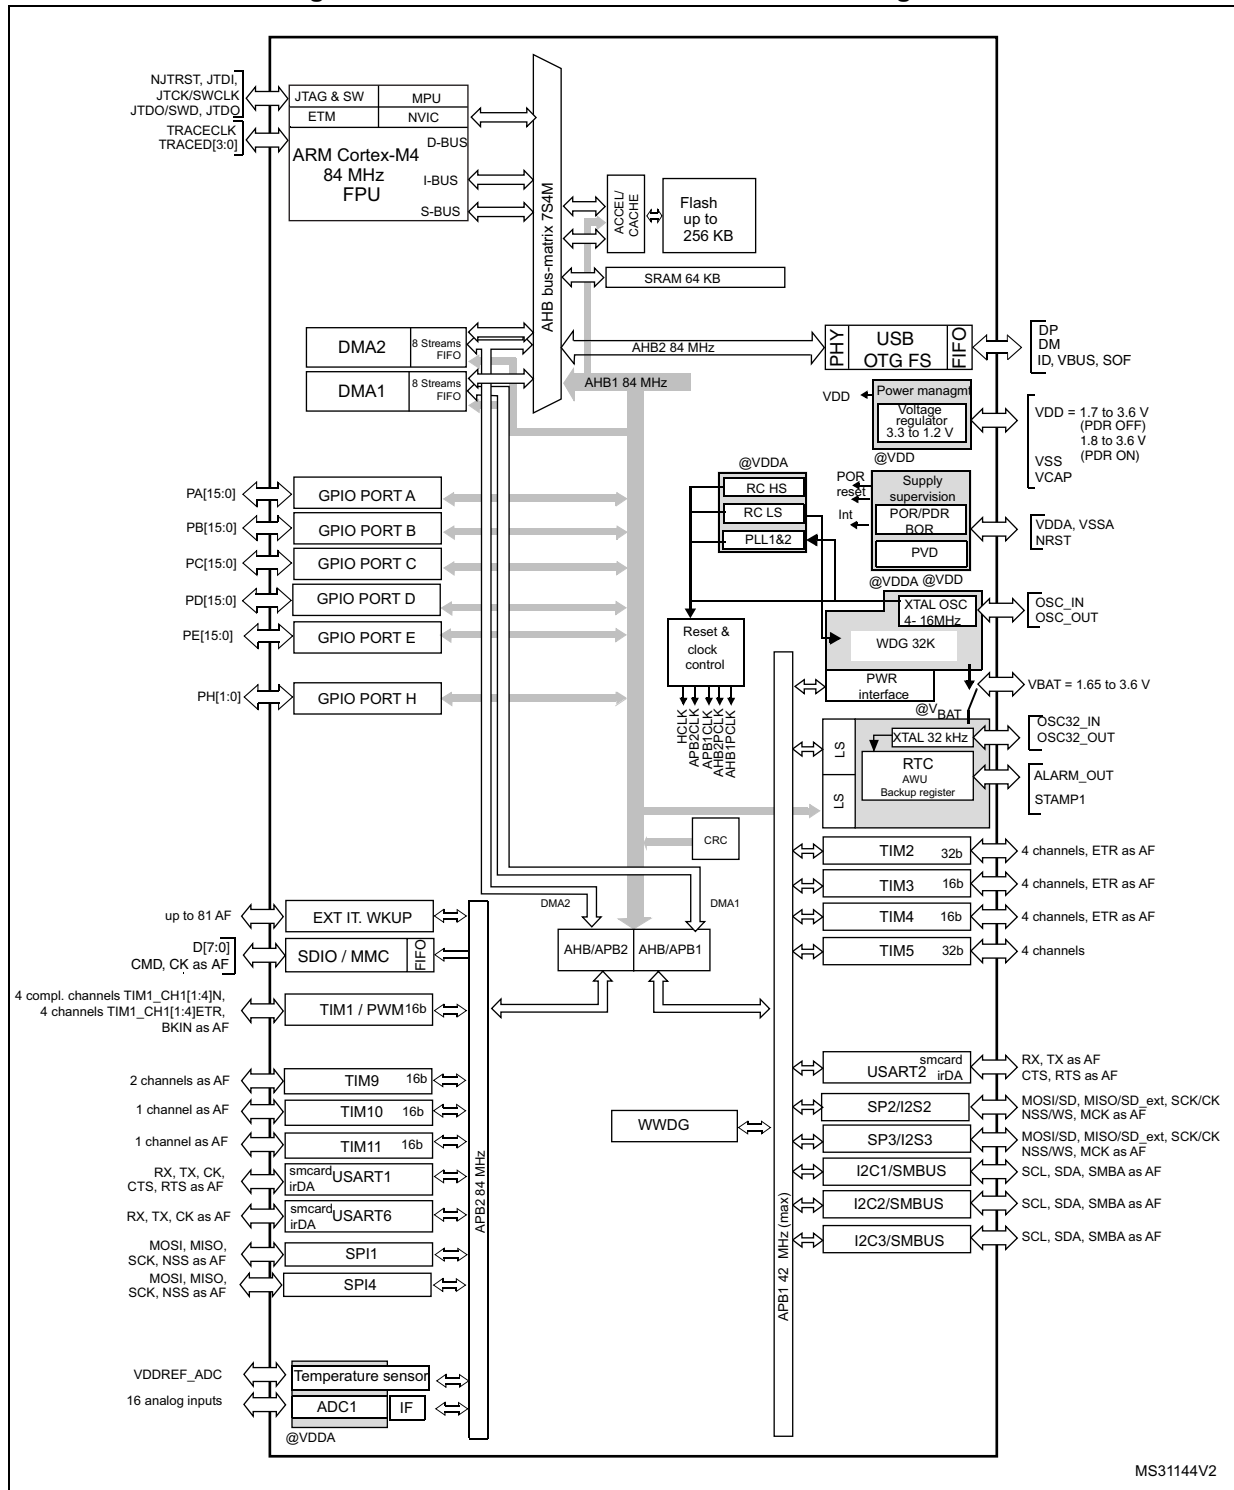 NJTRST, JTDI,
JTCK/SWCLK
JTDO/SWD, JTDO
TRACECLK
TRACED[3:0]
JTAG & SW
MPU
ETM
NVIC
ARM Cortex-M4
84 MHz
FPU
D-BUS
I-BUS
S-BUS
AHB bus-matrix 7S4M
ACCEL/
CACHE
Flash
up to
256 KB
SRAM 64 KB
DMA2
8 Streams
FIFO
DMA1
8 Streams
FIFO
AHB2 84 MHz
AHB1 84 MHz
PHY
USB
OTG FS
FIFO
DP
DM
ID, VBUS, SOF
VDD
Power managmt
Voltage
regulator
3.3 to 1.2 V
@VDD
VDD = 1.7 to 3.6 V
(PDR OFF)
1.8 to 3.6 V
(PDR ON)
VSS
VCAP
@VDDA
RC HS
RC LS
PLL1&2
POR
reset
Int
Supply
supervision
POR/PDR
BOR
PVD
@VDDA @VDD
VDDA, VSSA
NRST
PA[15:0]
GPIO PORT A
PB[15:0]
GPIO PORT B
PC[15:0]
GPIO PORT C
PD[15:0]
GPIO PORT D
PE[15:0]
GPIO PORT E
PH[1:0]
GPIO PORT H
XTAL OSC
4- 16MHz
WDG 32K
OSC_IN
OSC_OUT
Reset &
clock
control
HCLK
APB2CLK
APB1CLK
AHB2PCLK
AHB1PCLK
PWR
interface
VBAT = 1.65 to 3.6 V
@VBAT
OSC32_IN
OSC32_OUT
LS
XTAL 32 kHz
RTC
AWU
Backup register
LS
ALARM_OUT
STAMP1
CRC
TIM2 32b
4 channels, ETR as AF
TIM3 16b
4 channels, ETR as AF
TIM4 16b
4 channels, ETR as AF
TIM5 32b
4 channels
DMA2
DMA1
AHB/APB2
AHB/APB1
up to 81 AF
EXT IT. WKUP
D[7:0]
CMD, CK as AF
SDIO / MMC
FIFO
4 compl. channels TIM1_CH1[1:4]N,
4 channels TIM1_CH1[1:4]ETR,
BKIN as AF
TIM1 / PWM 16b
2 channels as AF
TIM9 16b
1 channel as AF
TIM10 16b
1 channel as AF
TIM11 16b
RX, TX, CK,
CTS, RTS as AF
smcard
irDA
USART1
RX, TX, CK as AF
smcard
irDA
USART6
MOSI, MISO,
SCK, NSS as AF
SPI1
MOSI, MISO,
SCK, NSS as AF
SPI4
APB2 84 MHz
VDDREF_ADC
Temperature sensor
16 analog inputs
ADC1
IF
@VDDA
WWDG
APB1 42 MHz (max)
USART2
smcard
irDA
RX, TX as AF
CTS, RTS as AF
SP2/I2S2
MOSI/SD, MISO/SD_ext, SCK/CK
NSS/WS, MCK as AF
SP3/I2S3
MOSI/SD, MISO/SD_ext, SCK/CK
NSS/WS, MCK as AF
I2C1/SMBUS
SCL, SDA, SMBA as AF
I2C2/SMBUS
SCL, SDA, SMBA as AF
I2C3/SMBUS
SCL, SDA, SMBA as AF
MS31144V2